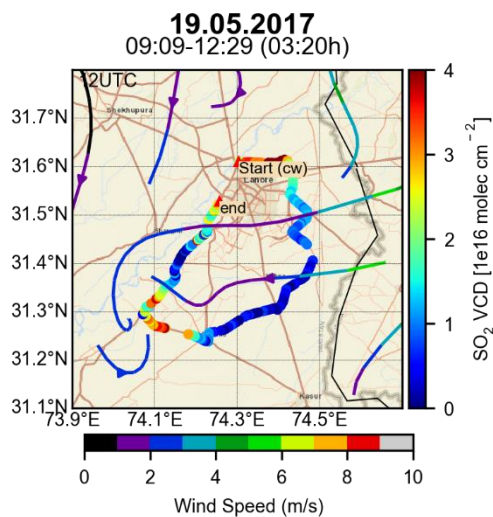 19.05.2017
09:09-12:29 (03:20h)
2UTC
Shekhupura
Start (cw)
Lahore
end
31.7°N
31.6°N
31.5°N
31.4°N
31.3°N
31.2°N
31.1°N
73.9°E
74.1°E
74.3°E
74.5°E
Kasur
4
3
2
1
0
SO₂ VCD [1e16 molec cm⁻²]
0
2
4
6
8
10
Wind Speed (m/s)